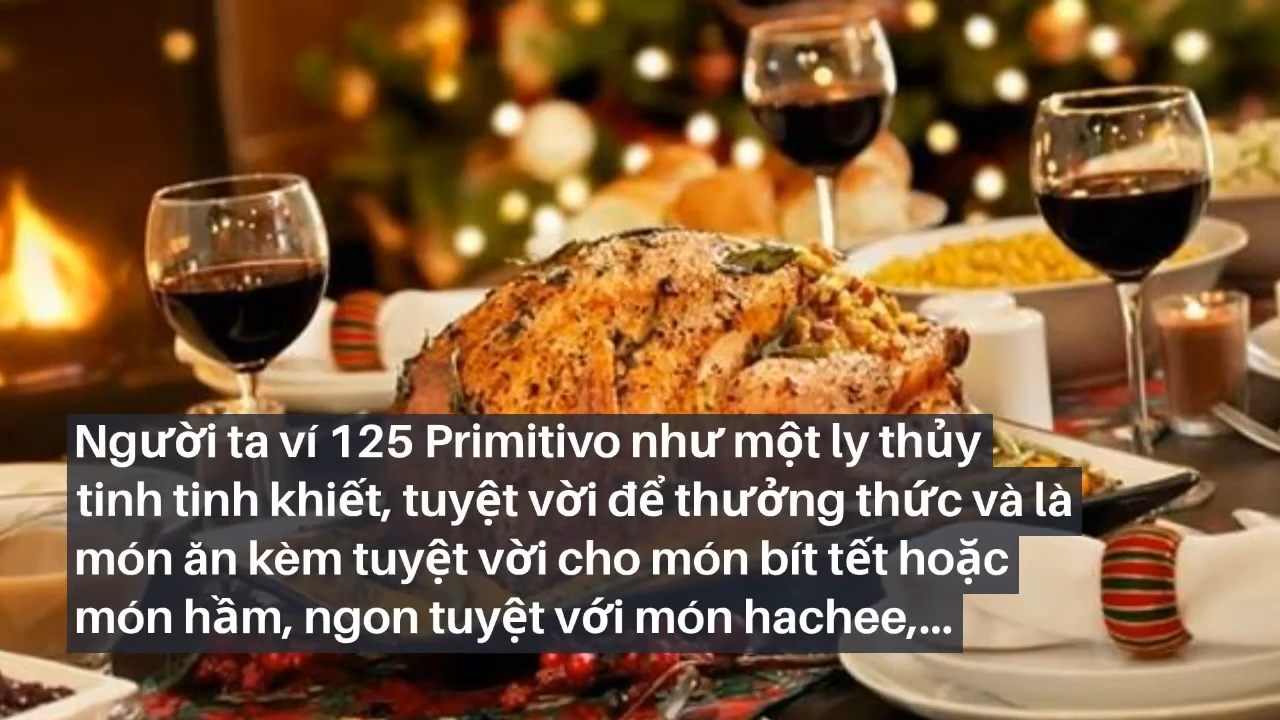 Người ta ví 125 Primitivo như một ly thủy
tinh tinh khiết, tuyệt vời để thưởng thức và là
món ăn kèm tuyệt vời cho món bít tết hoặc
món hầm, ngon tuyệt với món hachee,...